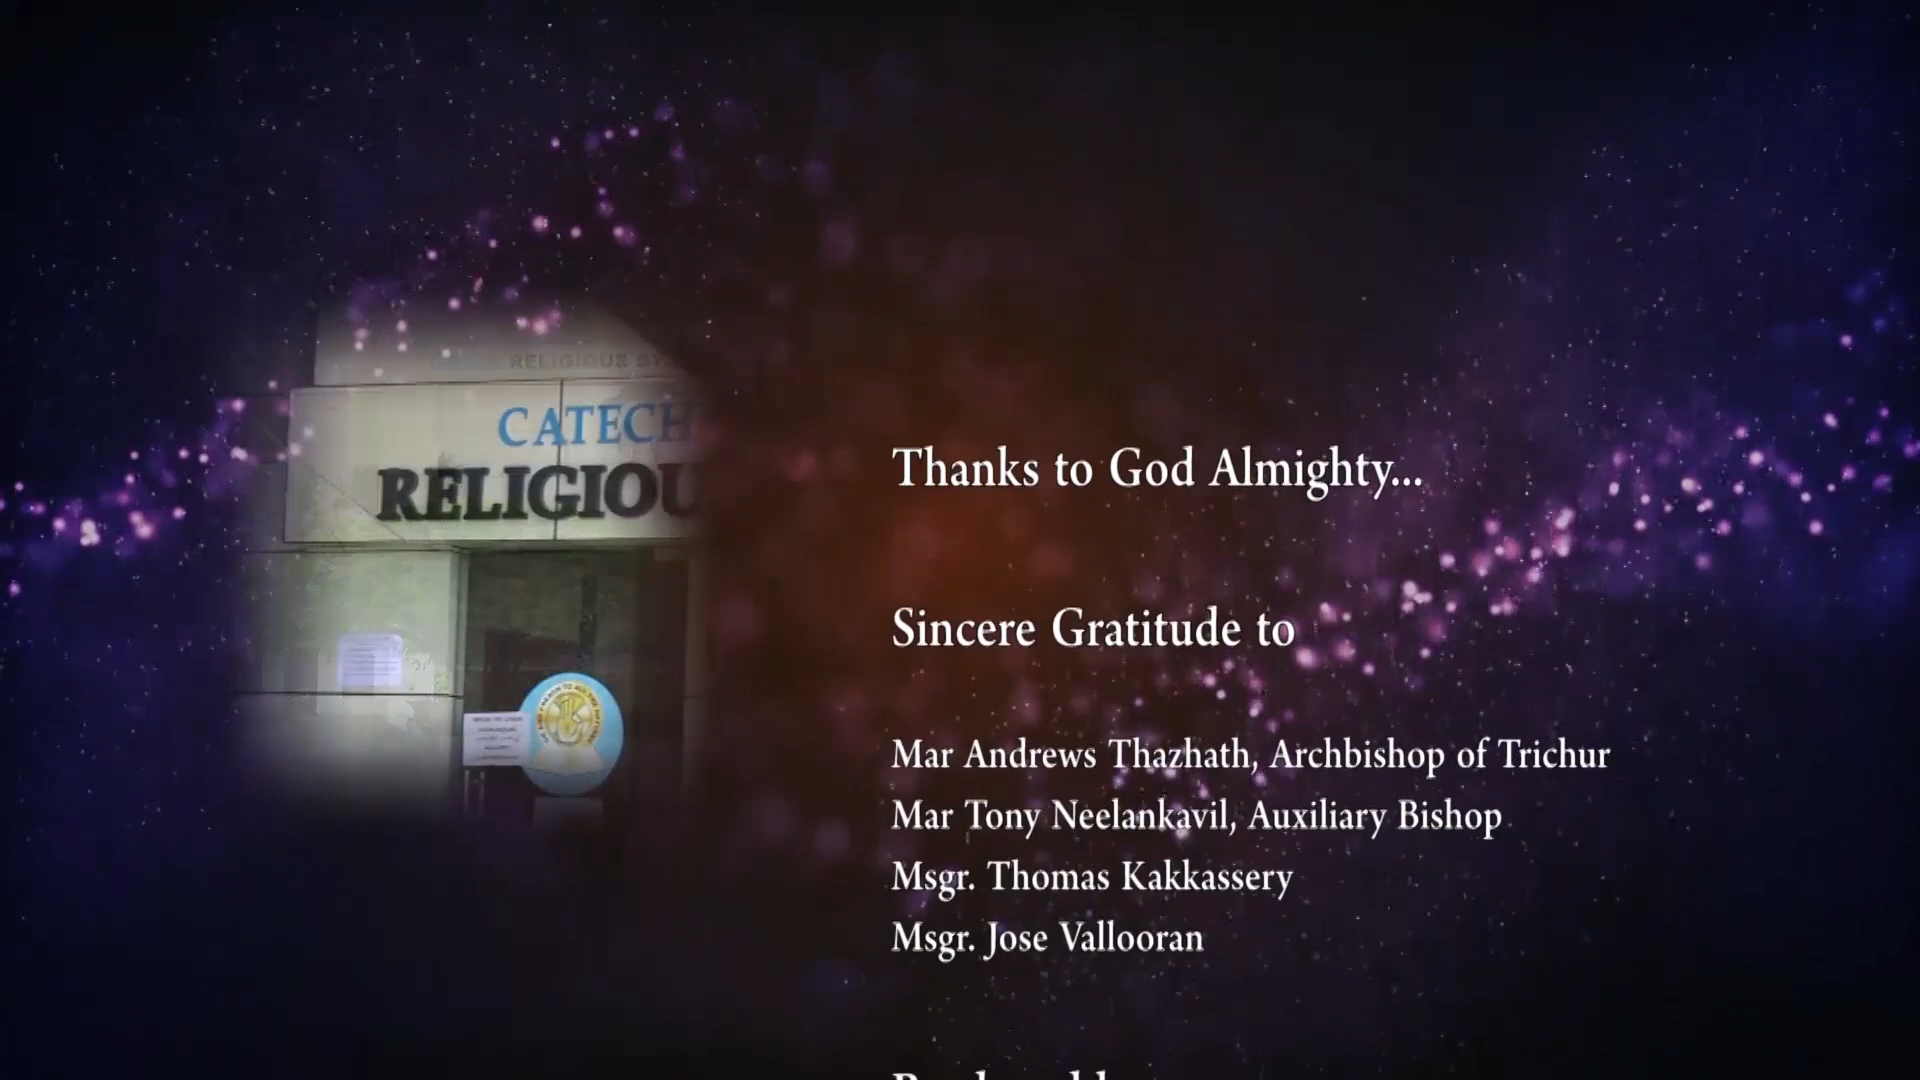 RELIGIOUS
CATECH
RELIGIOU
Thanks to God Almighty...
Sincere Gratitude to
Mar Andrews Thazhath, Archbishop of Trichur
Mar Tony Neelankavil, Auxiliary Bishop
Msgr. Thomas Kakkassery
Msgr. Jose Vallooran